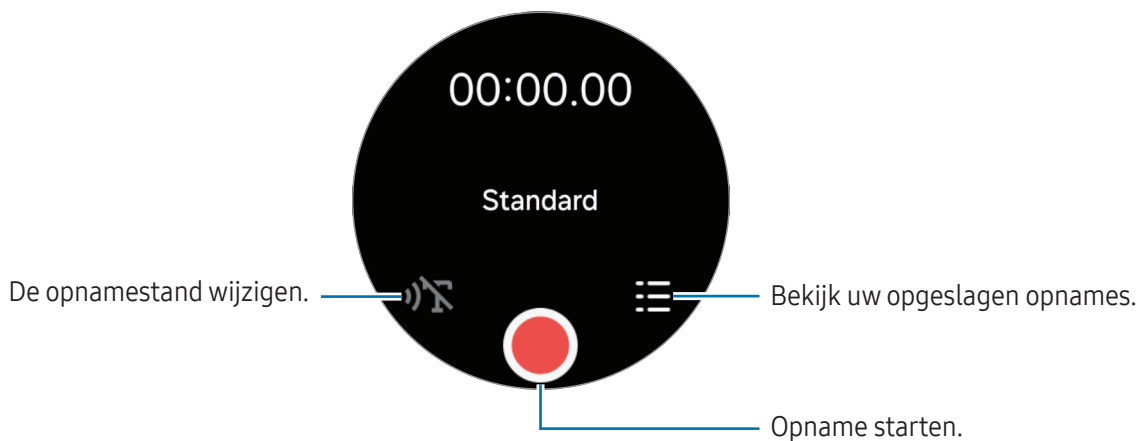 00:00.00
Standard
De opnamestand wijzigen.
Bekijk uw opgeslagen opnames.
Opname starten.